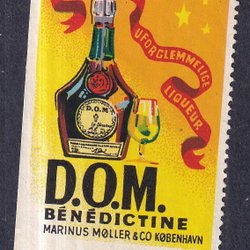 UFORGLEMMELIGE
LIQUEUR
D.O.M.
D.O.M.
BÉNÉDICTINE
MARINUS MØLLER & CO KØBENHAVN